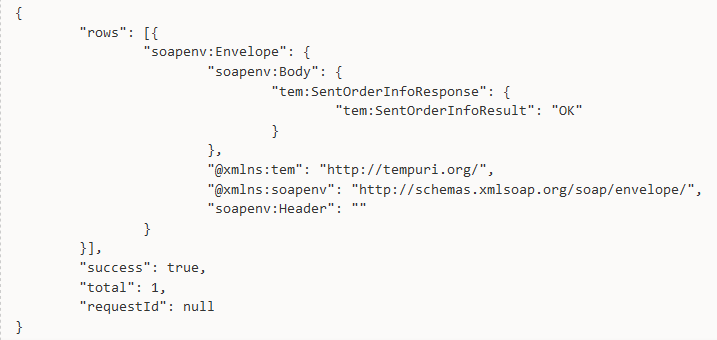 {
"rows": [{
"soapenv:Envelope": {
"soapenv:Body": {
"tem:SentOrderInfoResponse": {
"tem:SentOrderInfoResult": "OK"
}
},
"@xmlns:tem": "http://tempuri.org/",
"@xmlns:soapenv": "http://schemas.xmlsoap.org/soap/envelope/",
"soapenv:Header": ""
}
}],
"success": true,
"total": 1,
"requestId": null
}